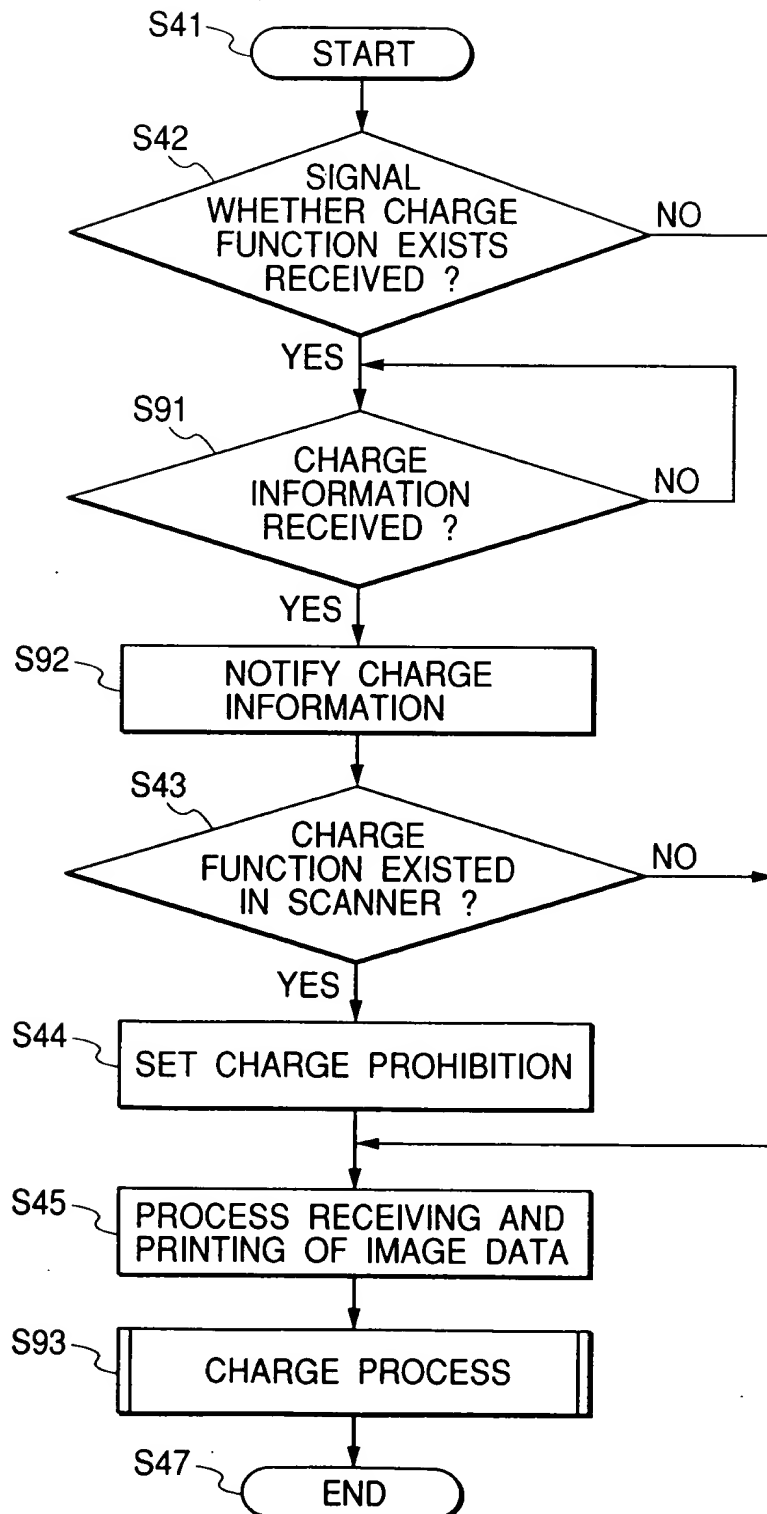 S41
START
S42
SIGNAL
WHETHER CHARGE
FUNCTION EXISTS
RECEIVED ?
NO
YES
S91
CHARGE
INFORMATION
RECEIVED ?
NO
YES
S92
NOTIFY CHARGE
INFORMATION
S43
CHARGE
FUNCTION EXISTED
IN SCANNER ?
NO
YES
S44
SET CHARGE PROHIBITION
S45
PROCESS RECEIVING AND
PRINTING OF IMAGE DATA
S93
CHARGE PROCESS
S47
END